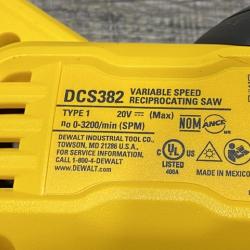 DCS382 VARIABLE SPEED
RECIPROCATING SAW
TYPE 1 20V ⎓ (Max)
n0 0-3200/min (SPM)
DEWALT INDUSTRIAL TOOL CO.,
TOWSON, MD 21286 U.S.A.
FOR SERVICE INFORMATION,
CALL 1-800-4-DEWALT
www.DEWALT.com
NOM ANCE
C UL US
LISTED
MADE IN MEXICO